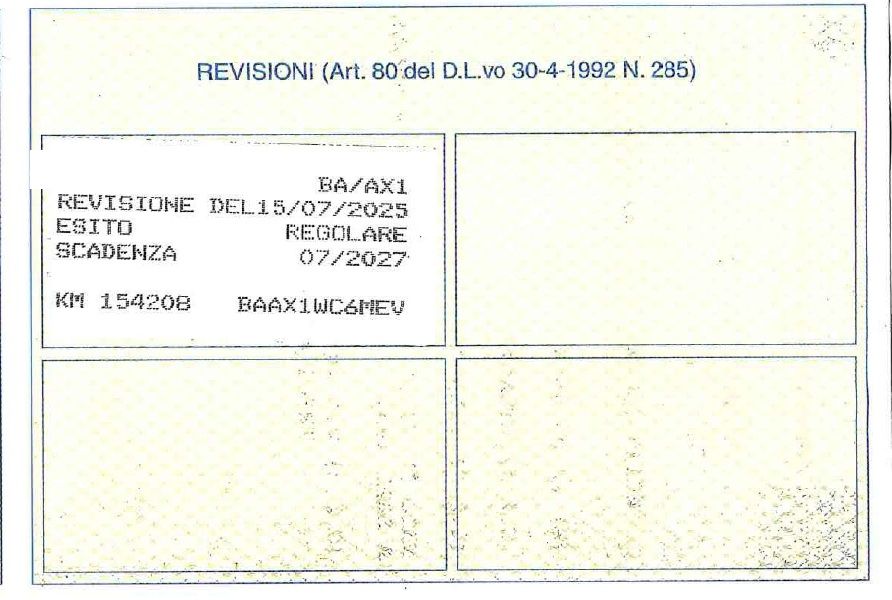 REVISIONI (Art. 80 del D.L.vo 30-4-1992 N. 285)
BA/AX1
REVISIONE DEL15/07/2025
ESITO REGOLARE
SCADENZA 07/2027
KM 154208 BAAX1WC6MEV